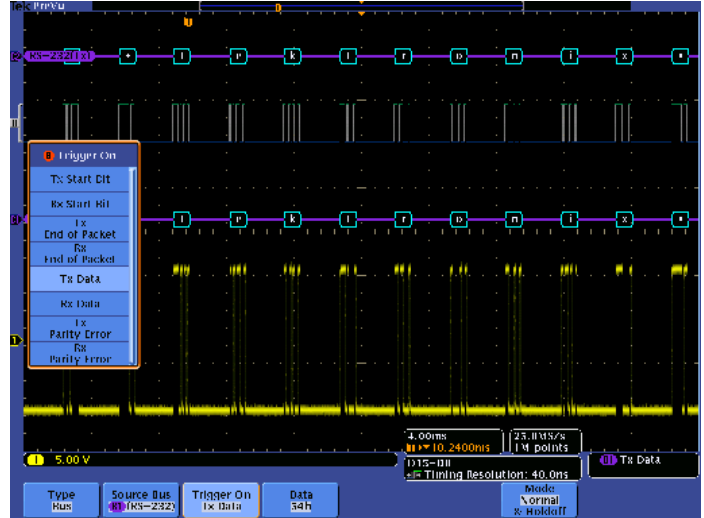 Tek PreVu
RS-232(Tx)
B Trigger On
Tx Start Bit
Rx Start Bit
Tx
End of Packet
Rx
End of Packet
Tx Data
Rx Data
Tx
Parity Error
Rx
Parity Error
4.00ms
10.2400ms
25.0MS/s
1M points
1 5.00 V
D15-D0
Timing Resolution: 40.0ns
B1 Tx Data
Type
Bus
Source Bus
B1 (RS-232)
Trigger On
Tx Data
Data
54h
Mode
Normal
& Holdoff